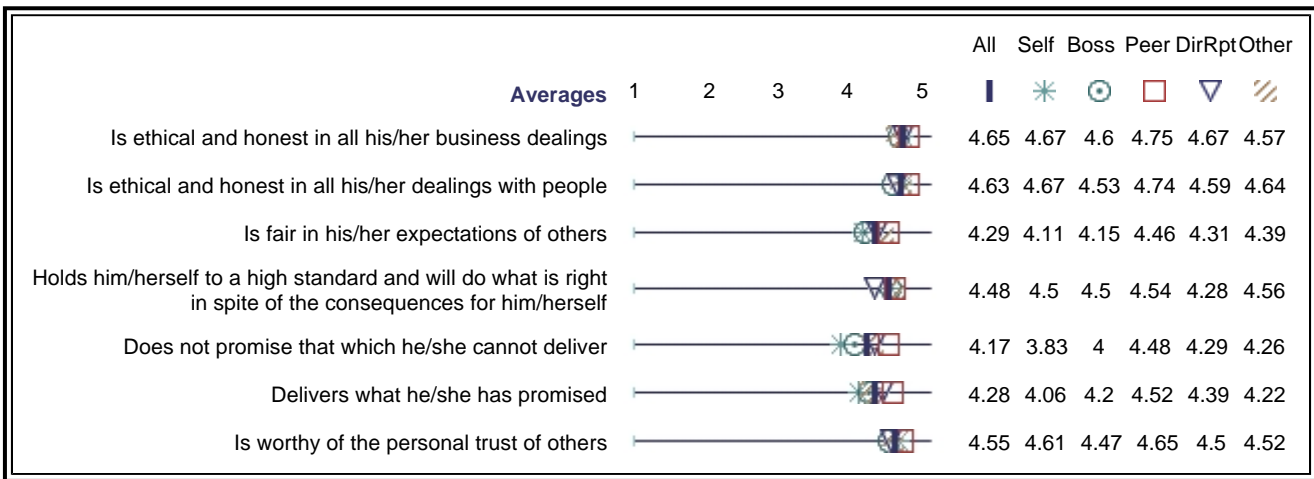 All Self Boss Peer DirRpt Other
Averages 1 2 3 4 5
Is ethical and honest in all his/her business dealings 4.65 4.67 4.6 4.75 4.67 4.57
Is ethical and honest in all his/her dealings with people 4.63 4.67 4.53 4.74 4.59 4.64
Is fair in his/her expectations of others 4.29 4.11 4.15 4.46 4.31 4.39
Holds him/herself to a high standard and will do what is right
in spite of the consequences for him/herself 4.48 4.5 4.5 4.54 4.28 4.56
Does not promise that which he/she cannot deliver 4.17 3.83 4 4.48 4.29 4.26
Delivers what he/she has promised 4.28 4.06 4.2 4.52 4.39 4.22
Is worthy of the personal trust of others 4.55 4.61 4.47 4.65 4.5 4.52